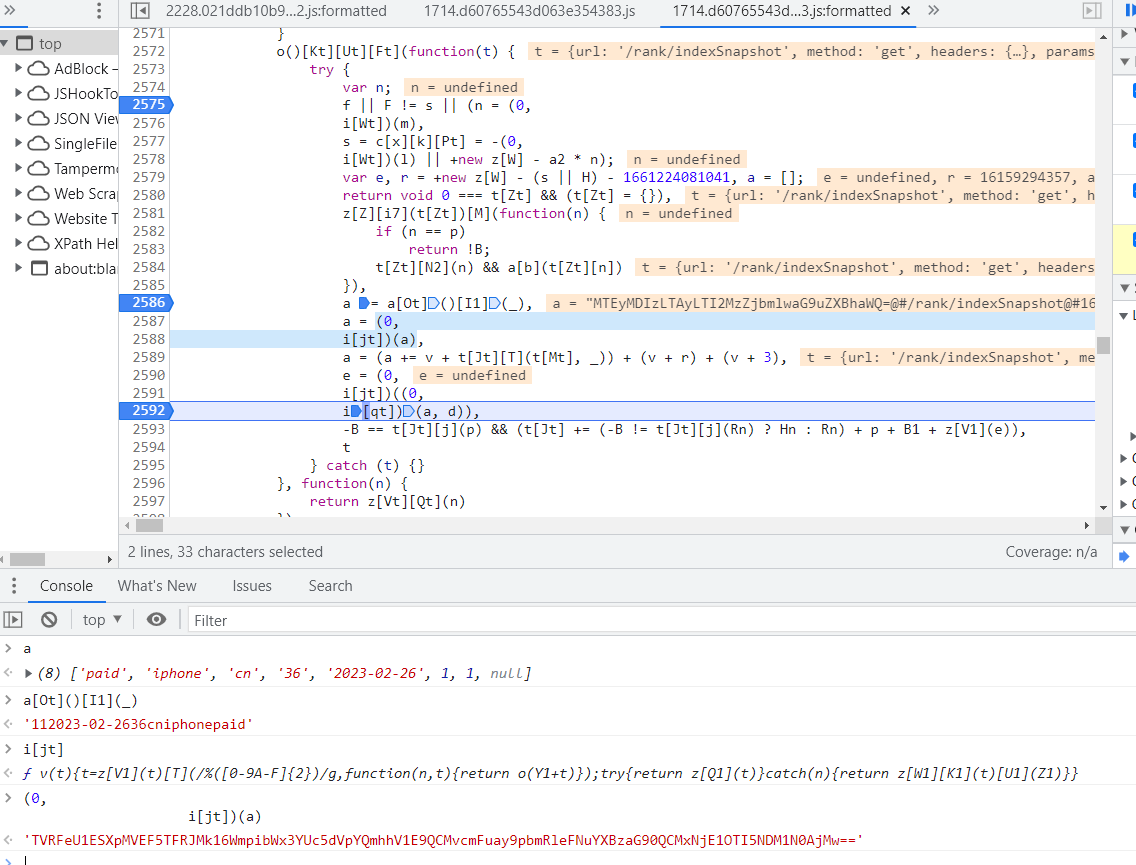 2228.021ddb10b9...2.js:formatted 1714.d60765543d063e354383.js 1714.d60765543d...3.js:formatted ×
top
AdBlock –
JSHookTo
JSON View
SingleFile
Tamperm
Web Scra
Website T
XPath Hel
about:bla
2571 }
2572 o()[Kt][Ut][Ft](function(t) { t = {url: '/rank/indexSnapshot', method: 'get', headers: {…}, params
2573 try {
2574 var n; n = undefined
2575 f || F != s || (n = (0,
2576 i[Wt])(m),
2577 s = c[x][k][Pt] = -(0,
2578 i[Wt])(l) || +new z[W] - a2 * n); n = undefined
2579 var e, r = +new z[W] - (s || H) - 1661224081041, a = []; e = undefined, r = 16159294357, a
2580 return void 0 === t[Zt] && (t[Zt] = {}), t = {url: '/rank/indexSnapshot', method: 'get', h
2581 z[Z][i7](t[Zt])[M](function(n) { n = undefined
2582 if (n == p)
2583 return !B;
2584 t[Zt][N2](n) && a[b](t[Zt][n]) t = {url: '/rank/indexSnapshot', method: 'get', headers
2585 }),
2586 a = a[Ot]()[I1](_), a = "MTEyMDIzLTAyLTI2MzZjbmlwaG9uZXBhaWQ=@#/rank/indexSnapshot@#16
2587 a = (0,
2588 i[jt])(a),
2589 a = (a += v + t[Jt][T](t[Mt], _)) + (v + r) + (v + 3), t = {url: '/rank/indexSnapshot', me
2590 e = (0, e = undefined
2591 i[jt])((0,
2592 i[qt])(a, d)),
2593 -B == t[Jt][j](p) && (t[Jt] += (-B != t[Jt][j](Rn) ? Hn : Rn) + p + B1 + z[V1](e)),
2594 t
2595 } catch (t) {}
2596 }, function(n) {
2597 return z[Vt][Qt](n)
2 lines, 33 characters selected Coverage: n/a
Console What's New Issues Search
top ▼ Filter
a
(8) ['paid', 'iphone', 'cn', '36', '2023-02-26', 1, 1, null]
a[Ot]()[I1](_)
'112023-02-2636cniphonepaid'
i[jt]
ƒ v(t){t=z[V1](t)[T](/%([0-9A-F]{2})/g,function(n,t){return o(Y1+t)});try{return z[Q1](t)}catch(n){return z[W1][K1](t)[U1](Z1)}}
(0,
i[jt])(a)
'TVRFeU1ESXpMVEF5TFRJMk16WmpibWx3YUc5dVpYQmhhV1E9QCMvcmFuay9pbmRleFNuYXBzaG90QCMxNjE1OTI5NDM1N0AjMw=='